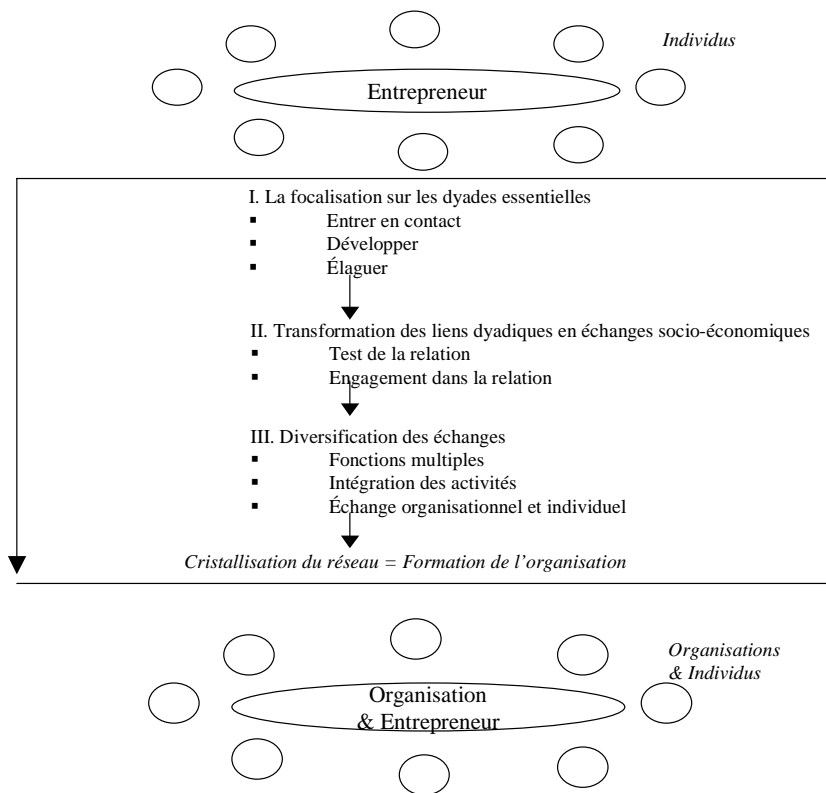 Individus
Entrepreneur
I. La focalisation sur les dyades essentielles
▪ Entrer en contact
▪ Développer
▪ Élaguer
II. Transformation des liens dyadiques en échanges socio-économiques
▪ Test de la relation
▪ Engagement dans la relation
III. Diversification des échanges
▪ Fonctions multiples
▪ Intégration des activités
▪ Échange organisationnel et individuel
Cristallisation du réseau = Formation de l’organisation
Organisations
& Individus
Organisation
& Entrepreneur